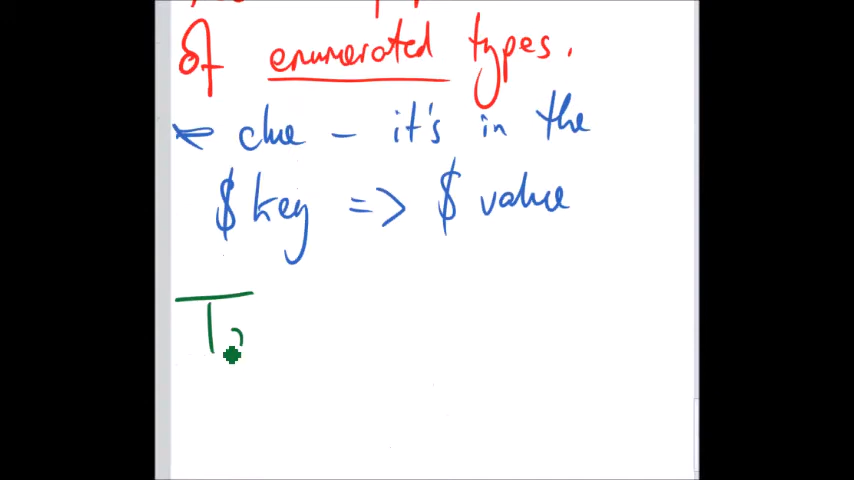 of enumerated types.
clue - it's in the
$key => $value
T